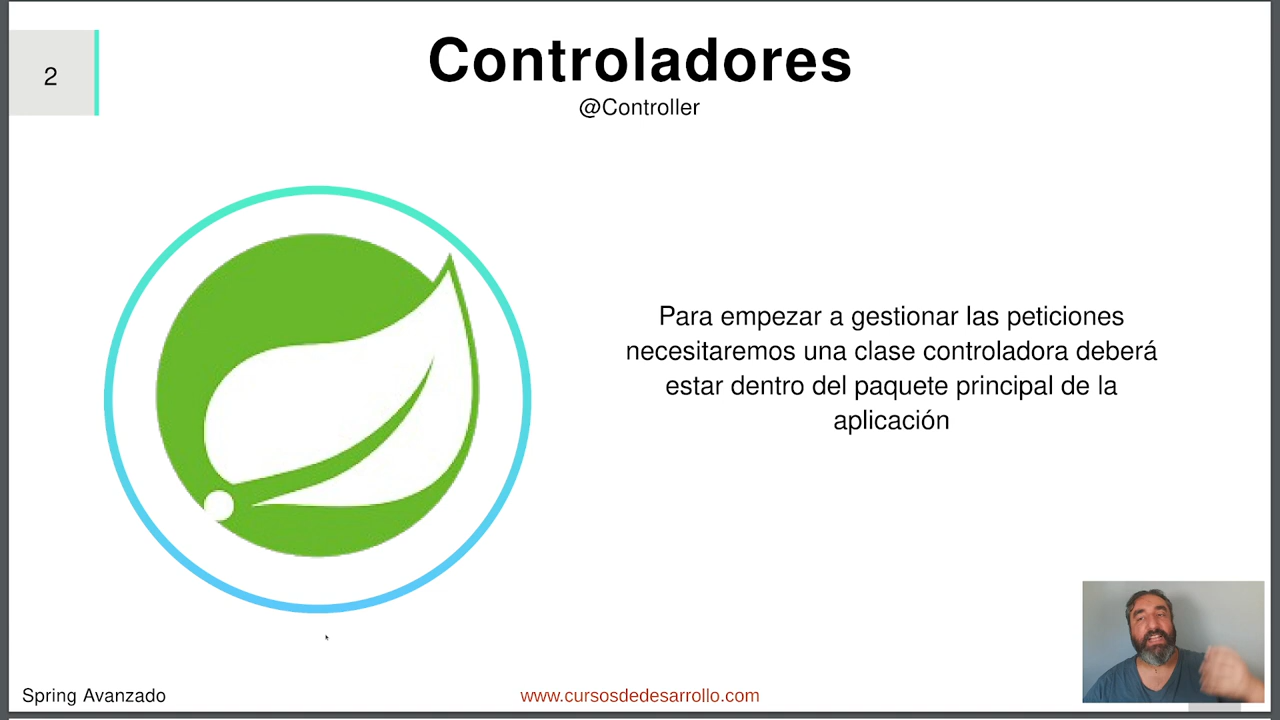 2
Controladores
@Controller
Para empezar a gestionar las peticiones
necesitaremos una clase controladora deberá
estar dentro del paquete principal de la
aplicación
Spring Avanzado
www.cursosdedesarrollo.com